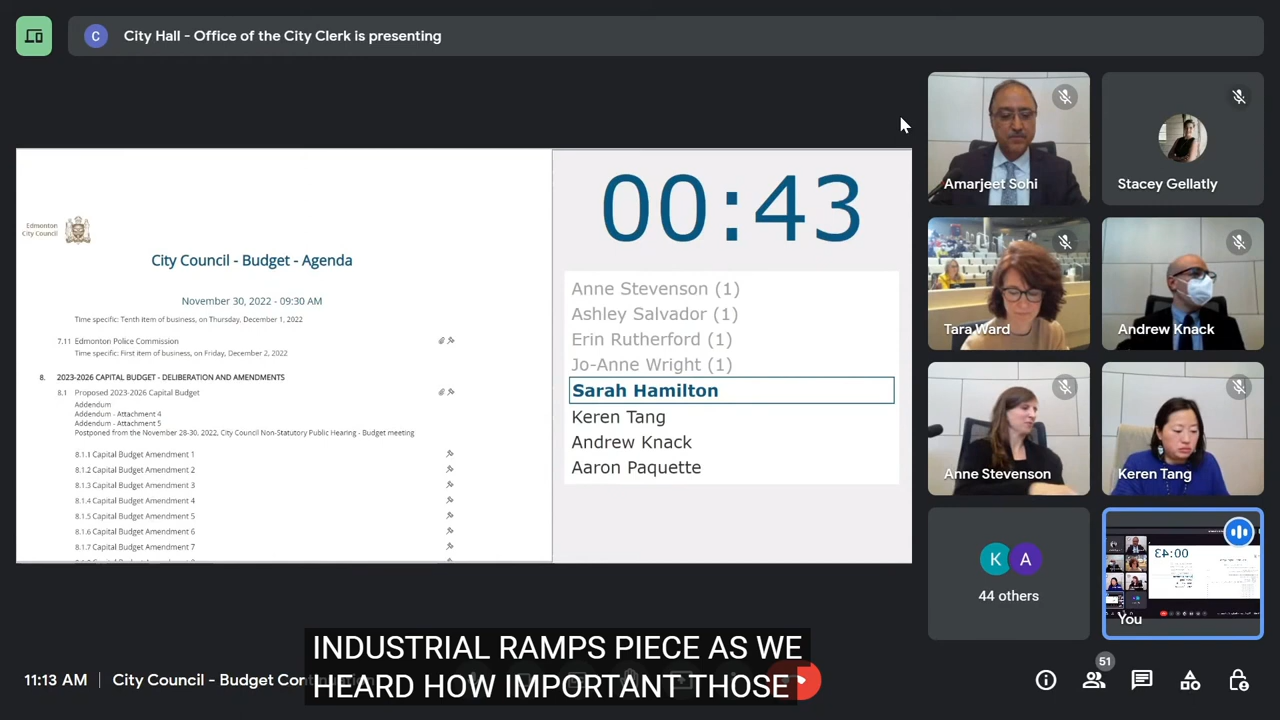 C
City Hall - Office of the City Clerk is presenting
Edmonton
City Council
City Council - Budget - Agenda
November 30, 2022 - 09:30 AM
Time specific: Tenth item of business, on Thursday, December 1, 2022
7.11 Edmonton Police Commission
Time specific: First item of business, on Friday, December 2, 2022
8. 2023-2026 CAPITAL BUDGET - DELIBERATION AND AMENDMENTS
8.1 Proposed 2023-2026 Capital Budget
Addendum
Addendum - Attachment 4
Addendum - Attachment 5
Postponed from the November 28-30, 2022, City Council Non-Statutory Public Hearing - Budget meeting
8.1.1 Capital Budget Amendment 1
8.1.2 Capital Budget Amendment 2
8.1.3 Capital Budget Amendment 3
8.1.4 Capital Budget Amendment 4
8.1.5 Capital Budget Amendment 5
8.1.6 Capital Budget Amendment 6
8.1.7 Capital Budget Amendment 7
00:43
Anne Stevenson (1)
Ashley Salvador (1)
Erin Rutherford (1)
Jo-Anne Wright (1)
Sarah Hamilton
Keren Tang
Andrew Knack
Aaron Paquette
Amarjeet Sohi
Stacey Gellatly
Tara Ward
Andrew Knack
Anne Stevenson
Keren Tang
K A
44 others
00:43
You
INDUSTRIAL RAMPS PIECE AS WE
HEARD HOW IMPORTANT THOSE
11:13 AM | City Council - Budget Con
51